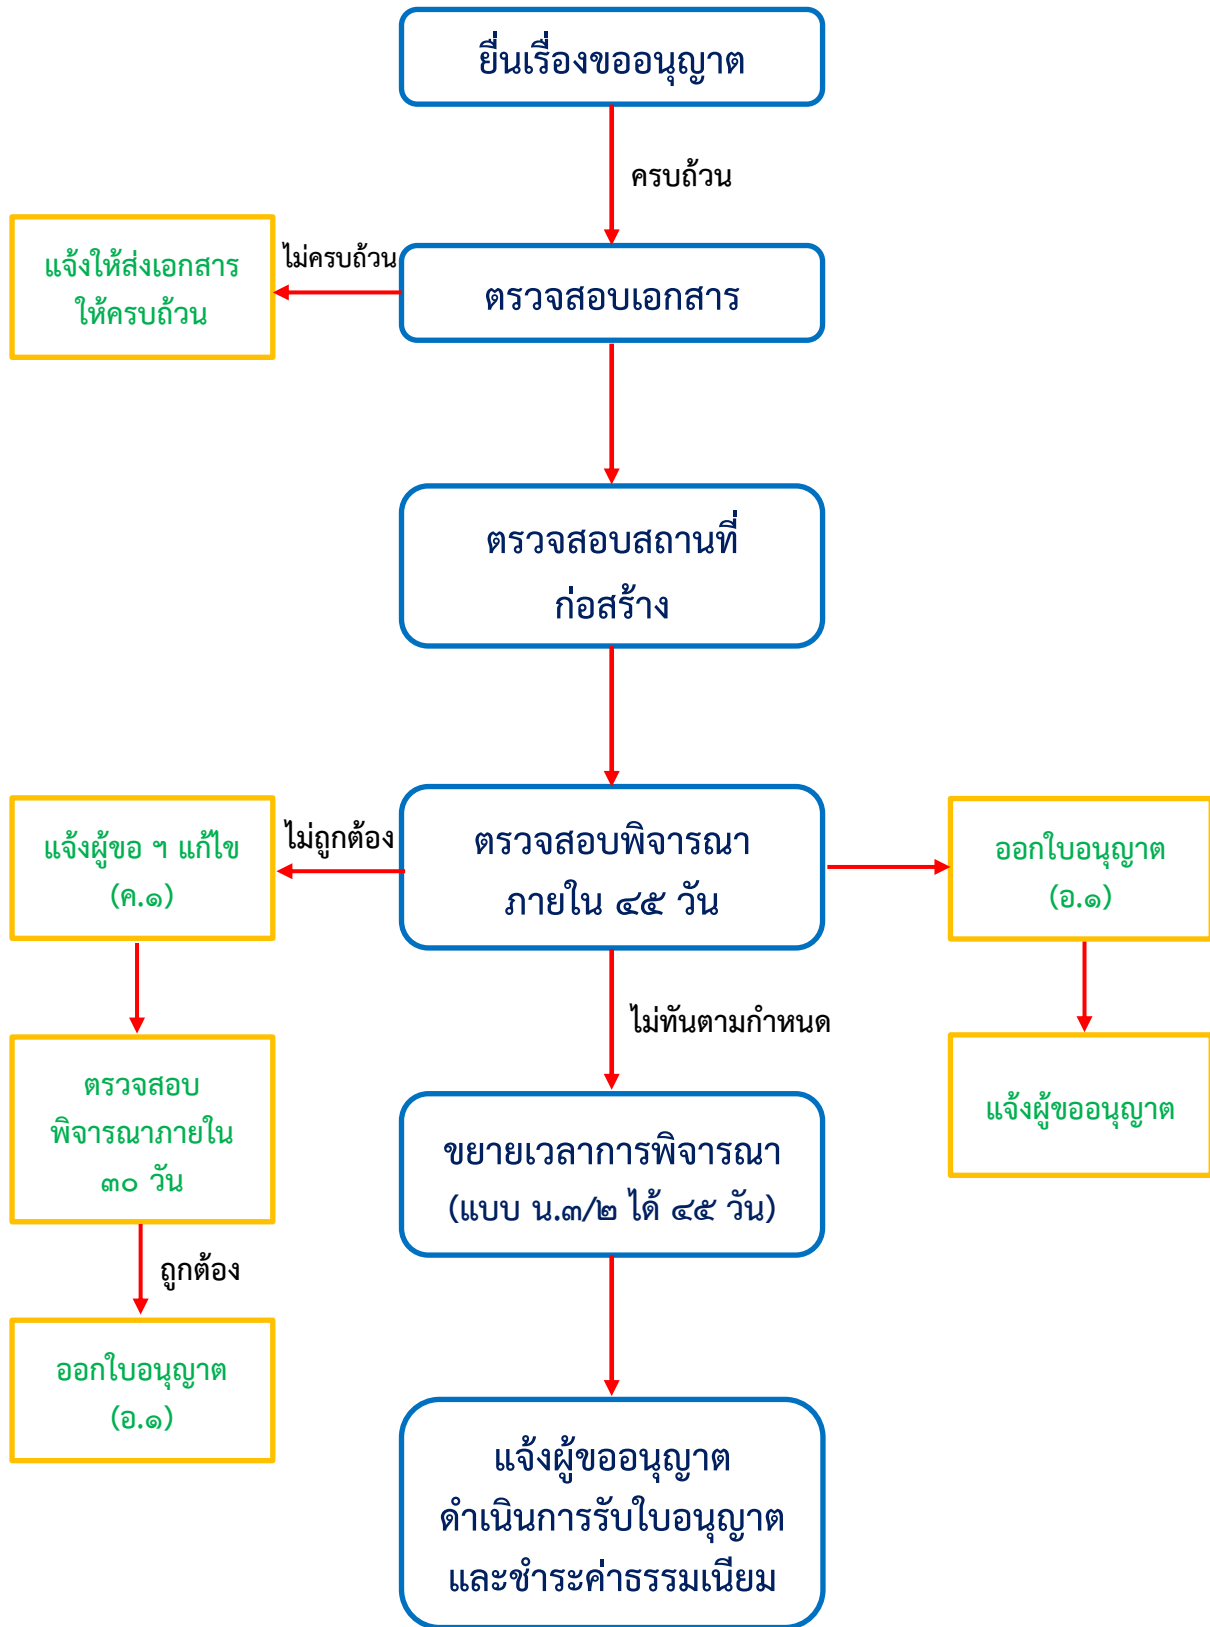 ยื่นเรื่องขออนุญาต
ครบถ้วน
แจ้งให้ส่งเอกสาร
ให้ครบถ้วน
ไม่ครบถ้วน
ตรวจสอบเอกสาร
ตรวจสอบสถานที่
ก่อสร้าง
แจ้งผู้ขอ ฯ แก้ไข
(ค.๑)
ไม่ถูกต้อง
ตรวจสอบพิจารณา
ภายใน ๔๕ วัน
ออกใบอนุญาต
(อ.๑)
ไม่ทันตามกำหนด
ตรวจสอบ
พิจารณาภายใน
๓๐ วัน
ขยายเวลาการพิจารณา
(แบบ น.๓/๒ ได้ ๔๕ วัน)
แจ้งผู้ขออนุญาต
ถูกต้อง
ออกใบอนุญาต
(อ.๑)
แจ้งผู้ขออนุญาต
ดำเนินการรับใบอนุญาต
และชำระค่าธรรมเนียม